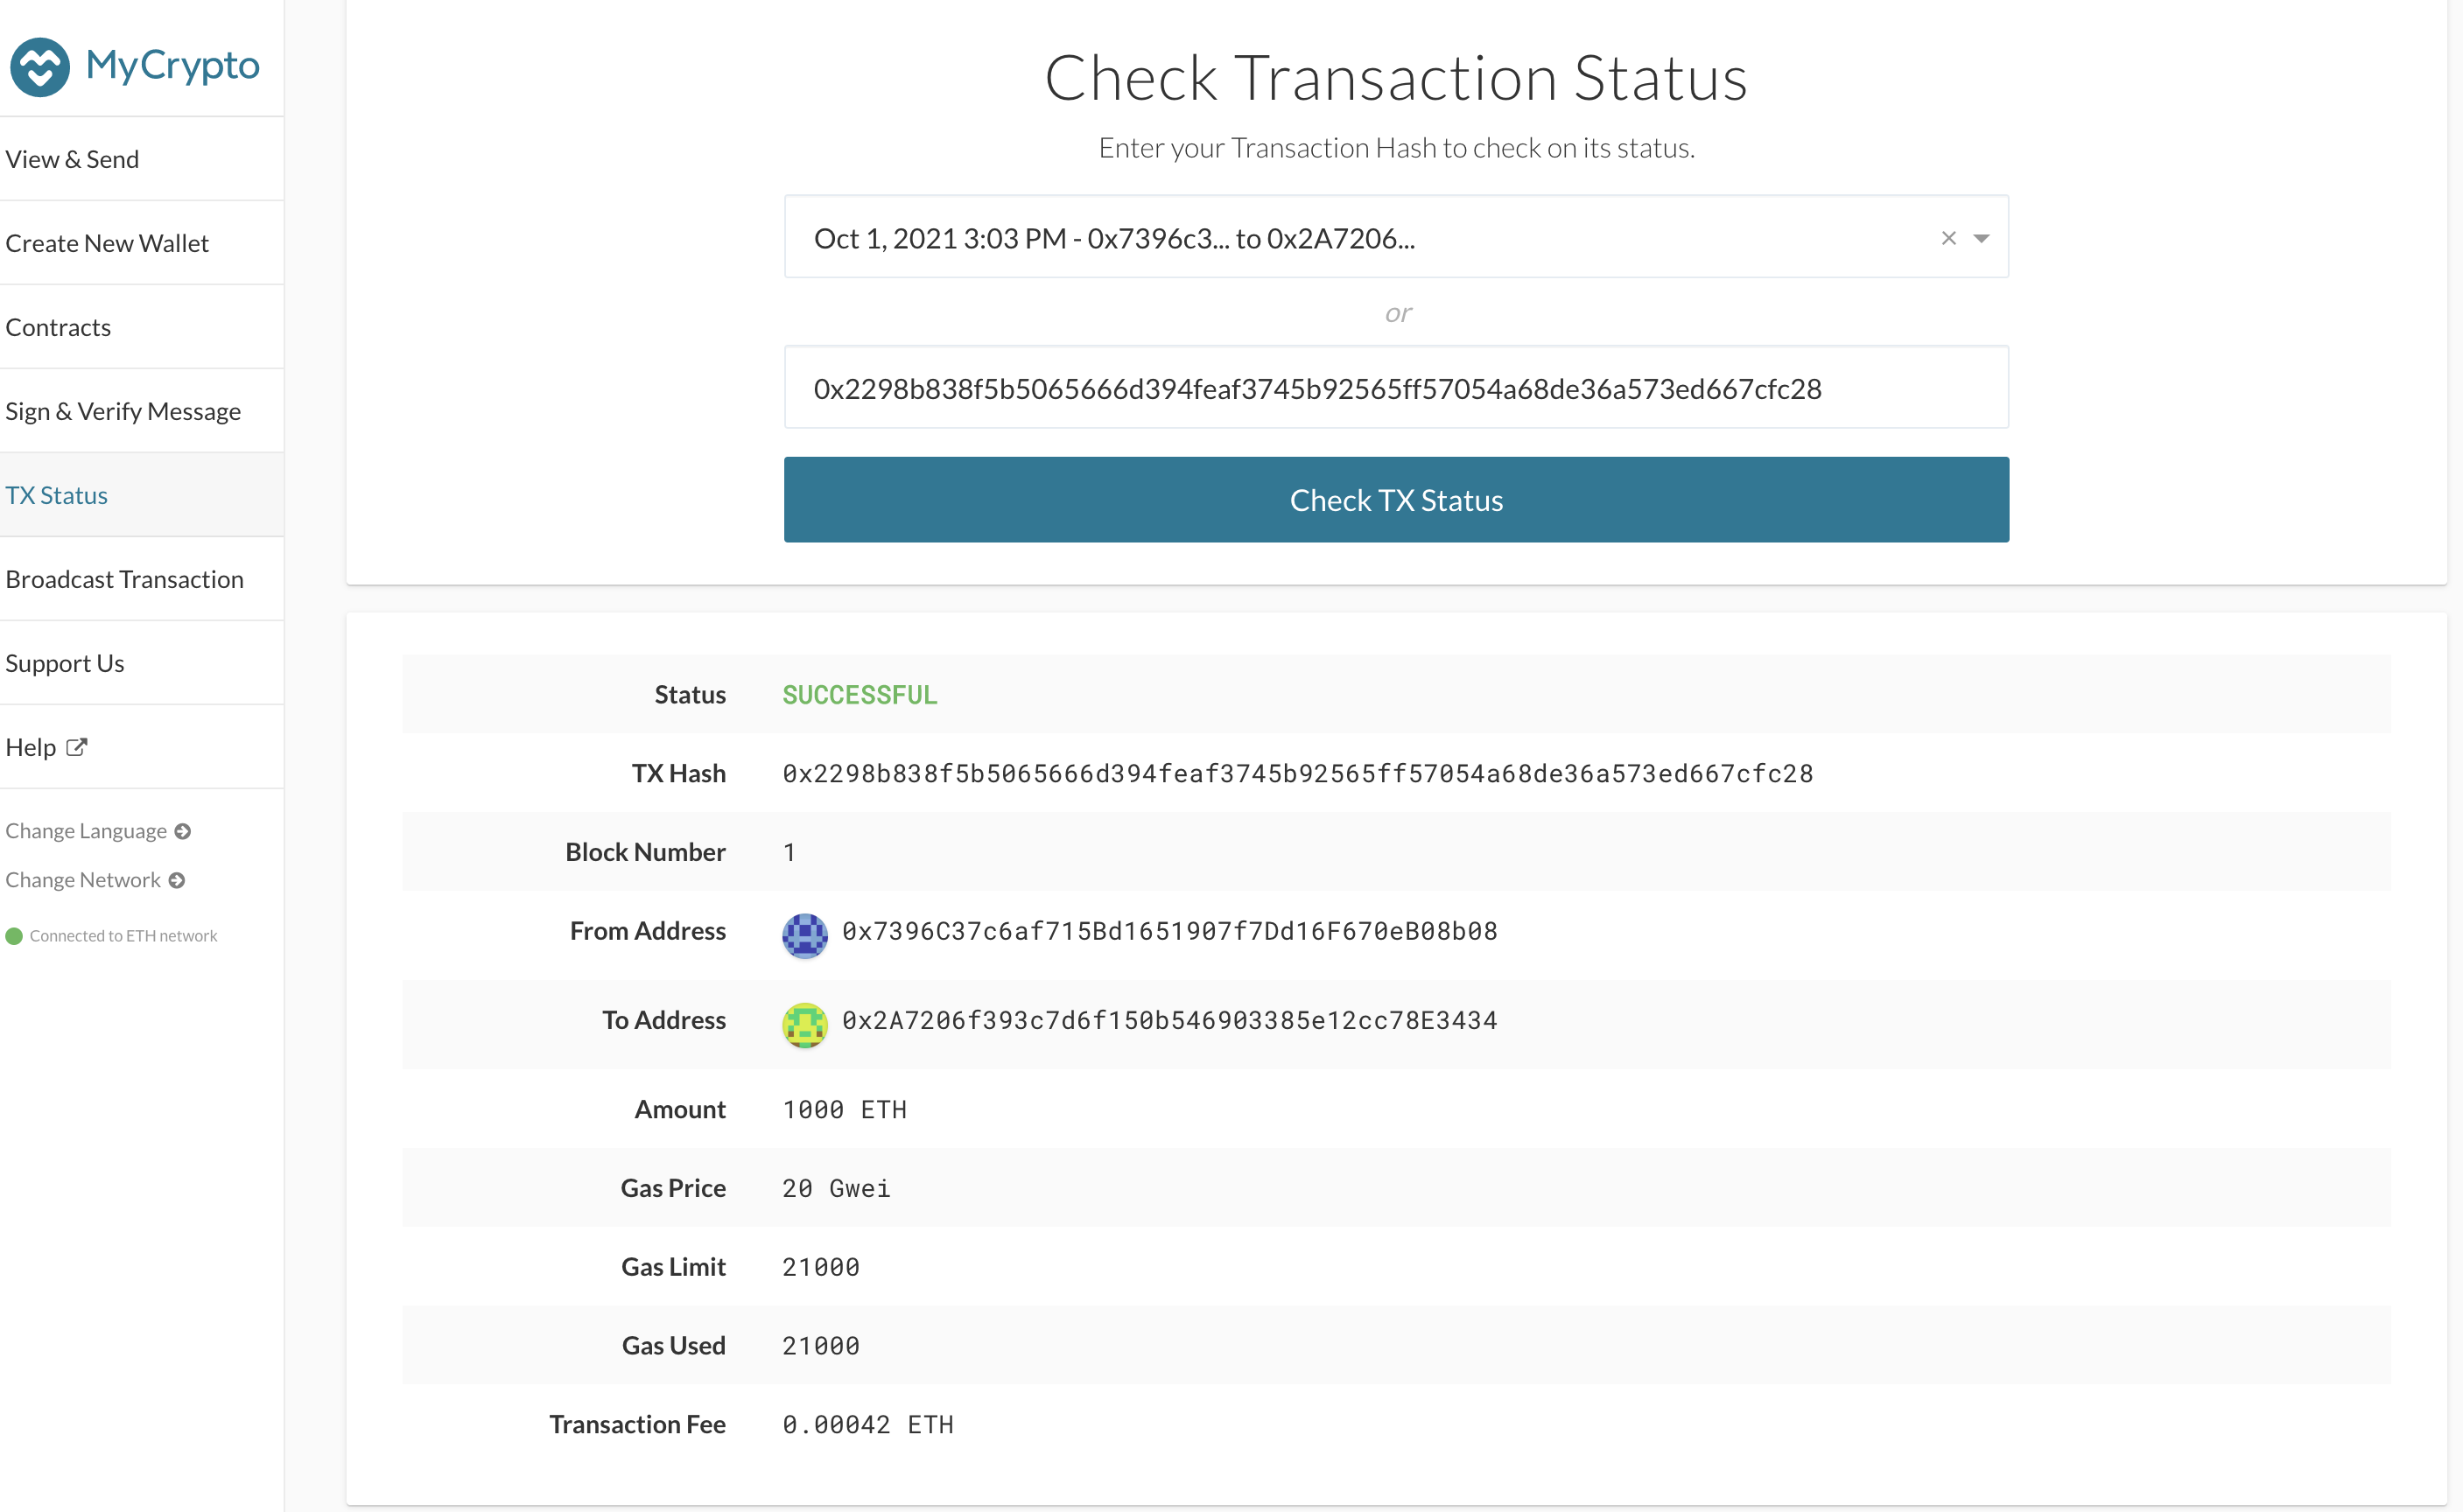 MyCrypto
View & Send
Create New Wallet
Contracts
Sign & Verify Message
TX Status
Broadcast Transaction
Support Us
Help
Change Language
Change Network
Connected to ETH network
Check Transaction Status
Enter your Transaction Hash to check on its status.
Oct 1, 2021 3:03 PM - 0x7396c3... to 0x2A7206...
or
0x2298b838f5b5065666d394feaf3745b92565ff57054a68de36a573ed667cfc28
Check TX Status
Status SUCCESSFUL
TX Hash 0x2298b838f5b5065666d394feaf3745b92565ff57054a68de36a573ed667cfc28
Block Number 1
From Address 0x7396C37c6af715Bd1651907f7Dd16F670eB08b08
To Address 0x2A7206f393c7d6f150b546903385e12cc78E3434
Amount 1000 ETH
Gas Price 20 Gwei
Gas Limit 21000
Gas Used 21000
Transaction Fee 0.00042 ETH